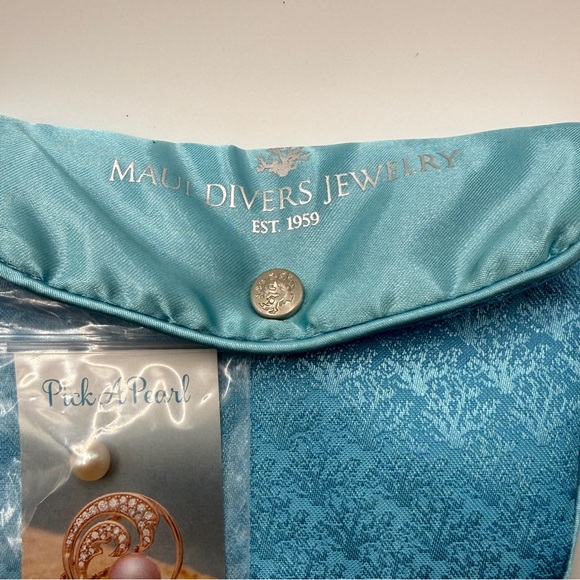 MAUI DIVERS JEWELRY
EST. 1959
Pick A Pearl